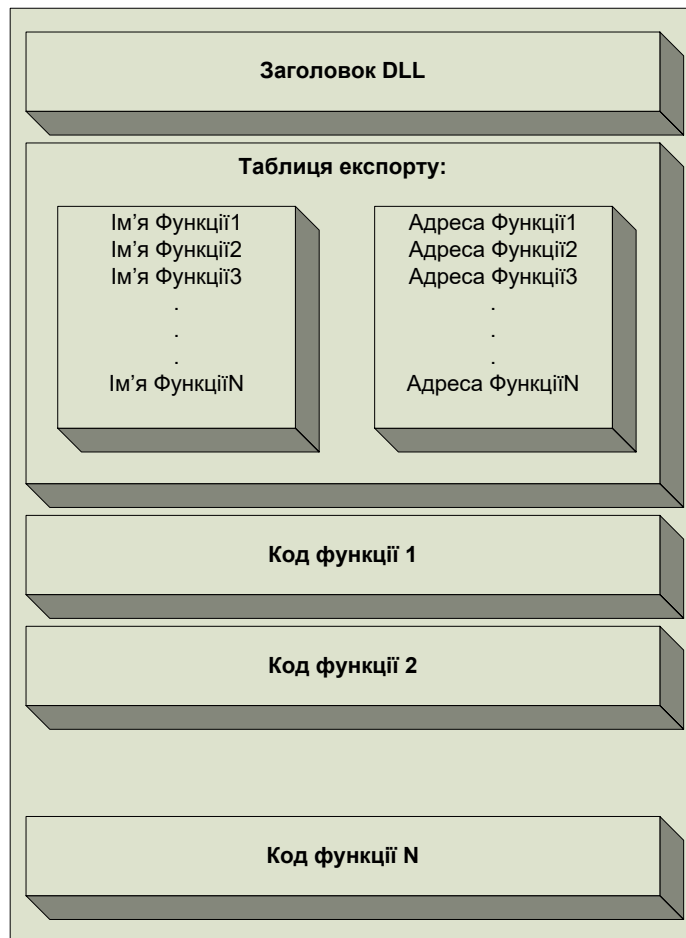 Заголовок DLL
Таблиця експорту:
Ім’я Функції1
Ім’я Функції2
Ім’я Функції3
.
.
.
Ім’я ФункціїN
Адреса Функції1
Адреса Функції2
Адреса Функції3
.
.
.
Адреса ФункціїN
Код функції 1
Код функції 2
Код функції N